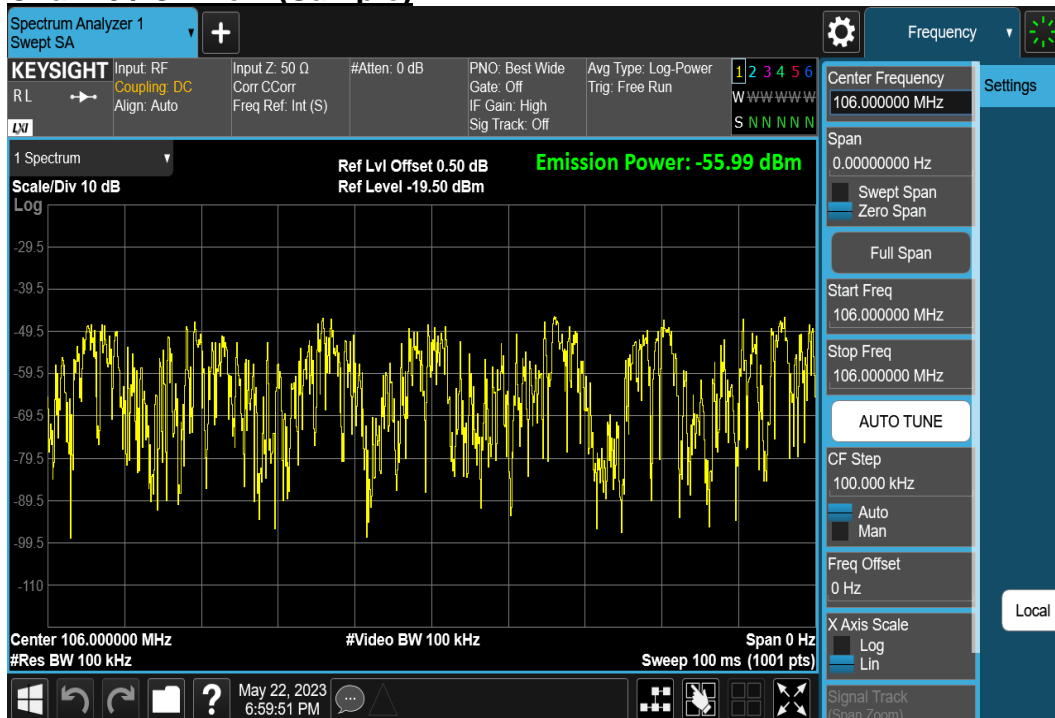 Spectrum Analyzer 1
Swept SA
+
Frequency
KEYSIGHT
RL
LXI
Input: RF
Coupling: DC
Align: Auto
Input Z: 50 Ω
Corr CCorr
Freq Ref: Int (S)
#Atten: 0 dB
PNO: Best Wide
Gate: Off
IF Gain: High
Sig Track: Off
Avg Type: Log-Power
Trig: Free Run
1 2 3 4 5 6
W W W W W W
S N N N N N
1 Spectrum
Scale/Div 10 dB
Log
Ref Lvl Offset 0.50 dB
Ref Level -19.50 dBm
Emission Power: -55.99 dBm
-29.5
-39.5
-49.5
-59.5
-69.5
-79.5
-89.5
-99.5
-110
Center 106.000000 MHz
#Res BW 100 kHz
#Video BW 100 kHz
Span 0 Hz
Sweep 100 ms (1001 pts)
Center Frequency
106.000000 MHz
Settings
Span
0.00000000 Hz
Swept Span
Zero Span
Full Span
Start Freq
106.000000 MHz
Stop Freq
106.000000 MHz
AUTO TUNE
CF Step
100.000 kHz
Auto
Man
Freq Offset
0 Hz
Local
X Axis Scale
Log
Lin
Signal Track
(Span Zoom)
?
May 22, 2023
6:59:51 PM